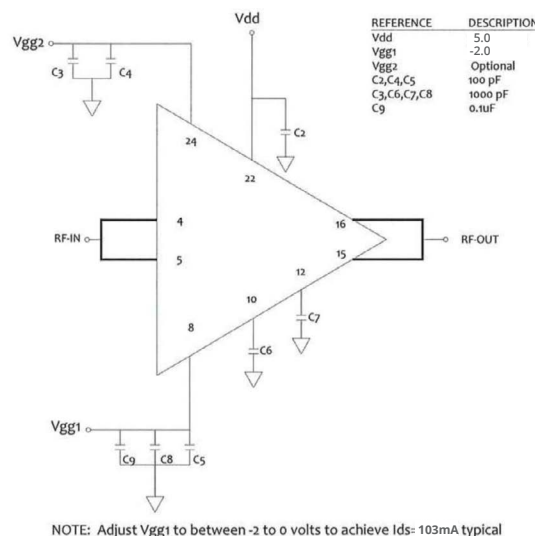 REFERENCE DESCRIPTION
Vdd 5.0
Vgg1 -2.0
Vgg2 Optional
C2,C4,C5 100 pF
C3,C6,C7,C8 1000 pF
C9 0.1uF
Vdd
Vgg2
C3 C4
C2
24
22
4
16
RF-IN
RF-OUT
5
15
12
10
8
C7
C6
Vgg1
C9 C8 C5
NOTE: Adjust Vgg1 to between -2 to 0 volts to achieve Ids= 103mA typical